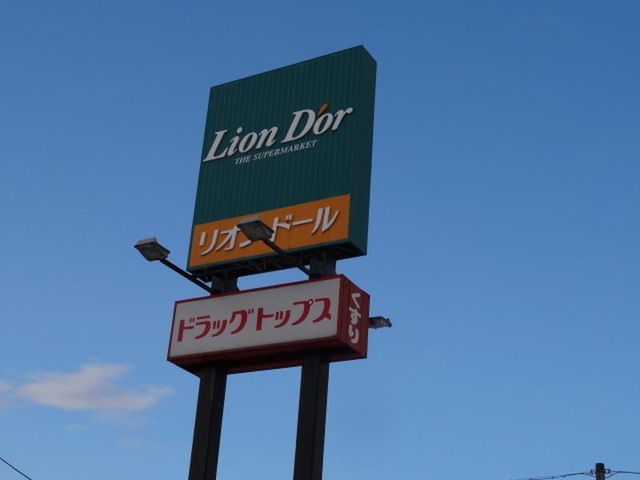 Lion D'or
THE SUPERMARKET
リオン ドール
ドラッグトップス
くすり